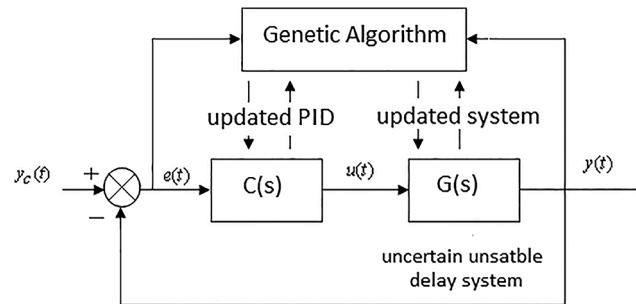 Genetic Algorithm
updated PID
updated system
y_c(t)
+
−
e(t)
C(s)
u(t)
G(s)
y(t)
uncertain unsatble
delay system